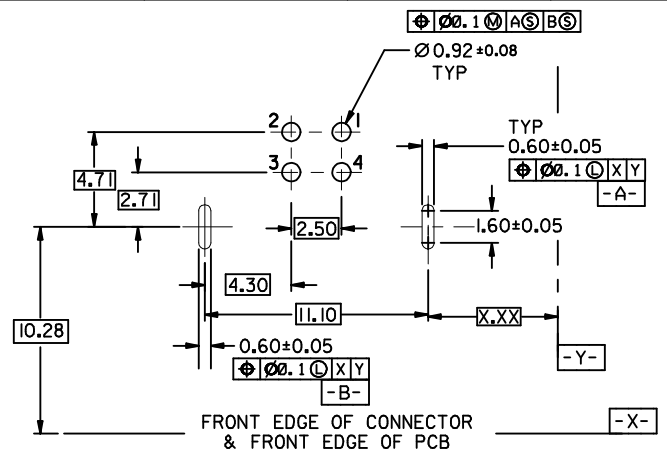 ⌖ Ø0.1 Ⓜ A Ⓢ B Ⓢ
Ø 0.92 ±0.08
TYP
2 1
TYP
0.60±0.05
3 4
⌖ Ø0.1 Ⓛ X Y
4.71
-A-
2.71
2.50
1.60±0.05
4.30
11.10
X.XX
10.28
0.60±0.05
-Y-
⌖ Ø0.1 Ⓛ X Y
-B-
FRONT EDGE OF CONNECTOR
-X-
& FRONT EDGE OF PCB